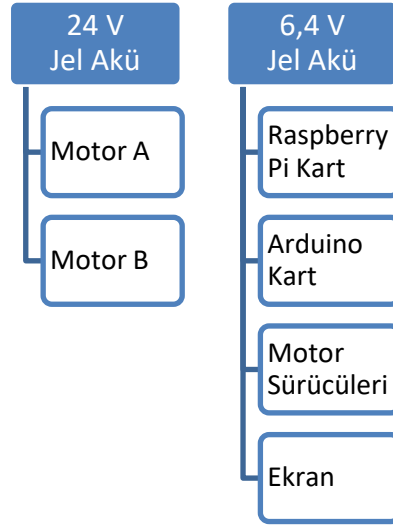 24 V
Jel Akü
Motor A
Motor B
6,4 V
Jel Akü
Raspberry
Pi Kart
Arduino
Kart
Motor
Sürücüleri
Ekran